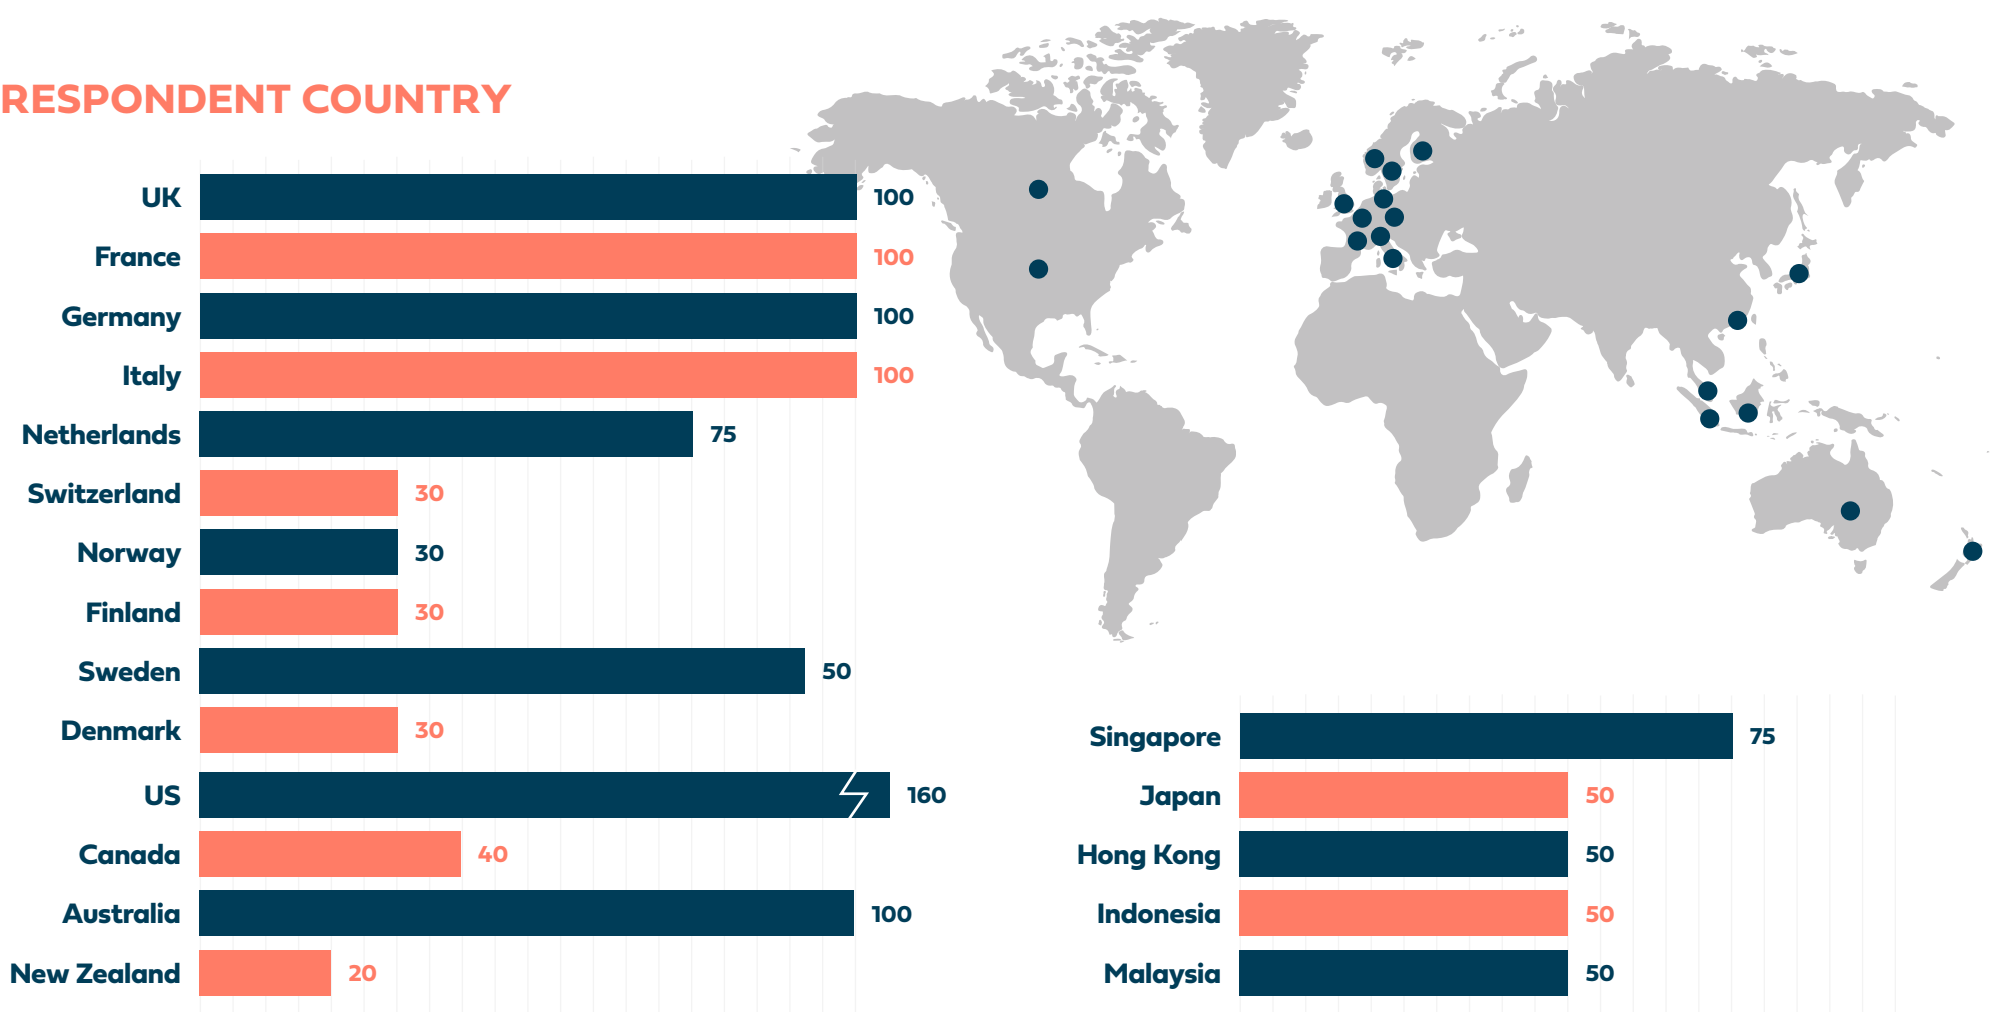 RESPONDENT COUNTRY
UK 100
France 100
Germany 100
Italy 100
Netherlands 75
Switzerland 30
Norway 30
Finland 30
Sweden 50
Denmark 30
US 160
Canada 40
Australia 100
New Zealand 20
Singapore 75
Japan 50
Hong Kong 50
Indonesia 50
Malaysia 50